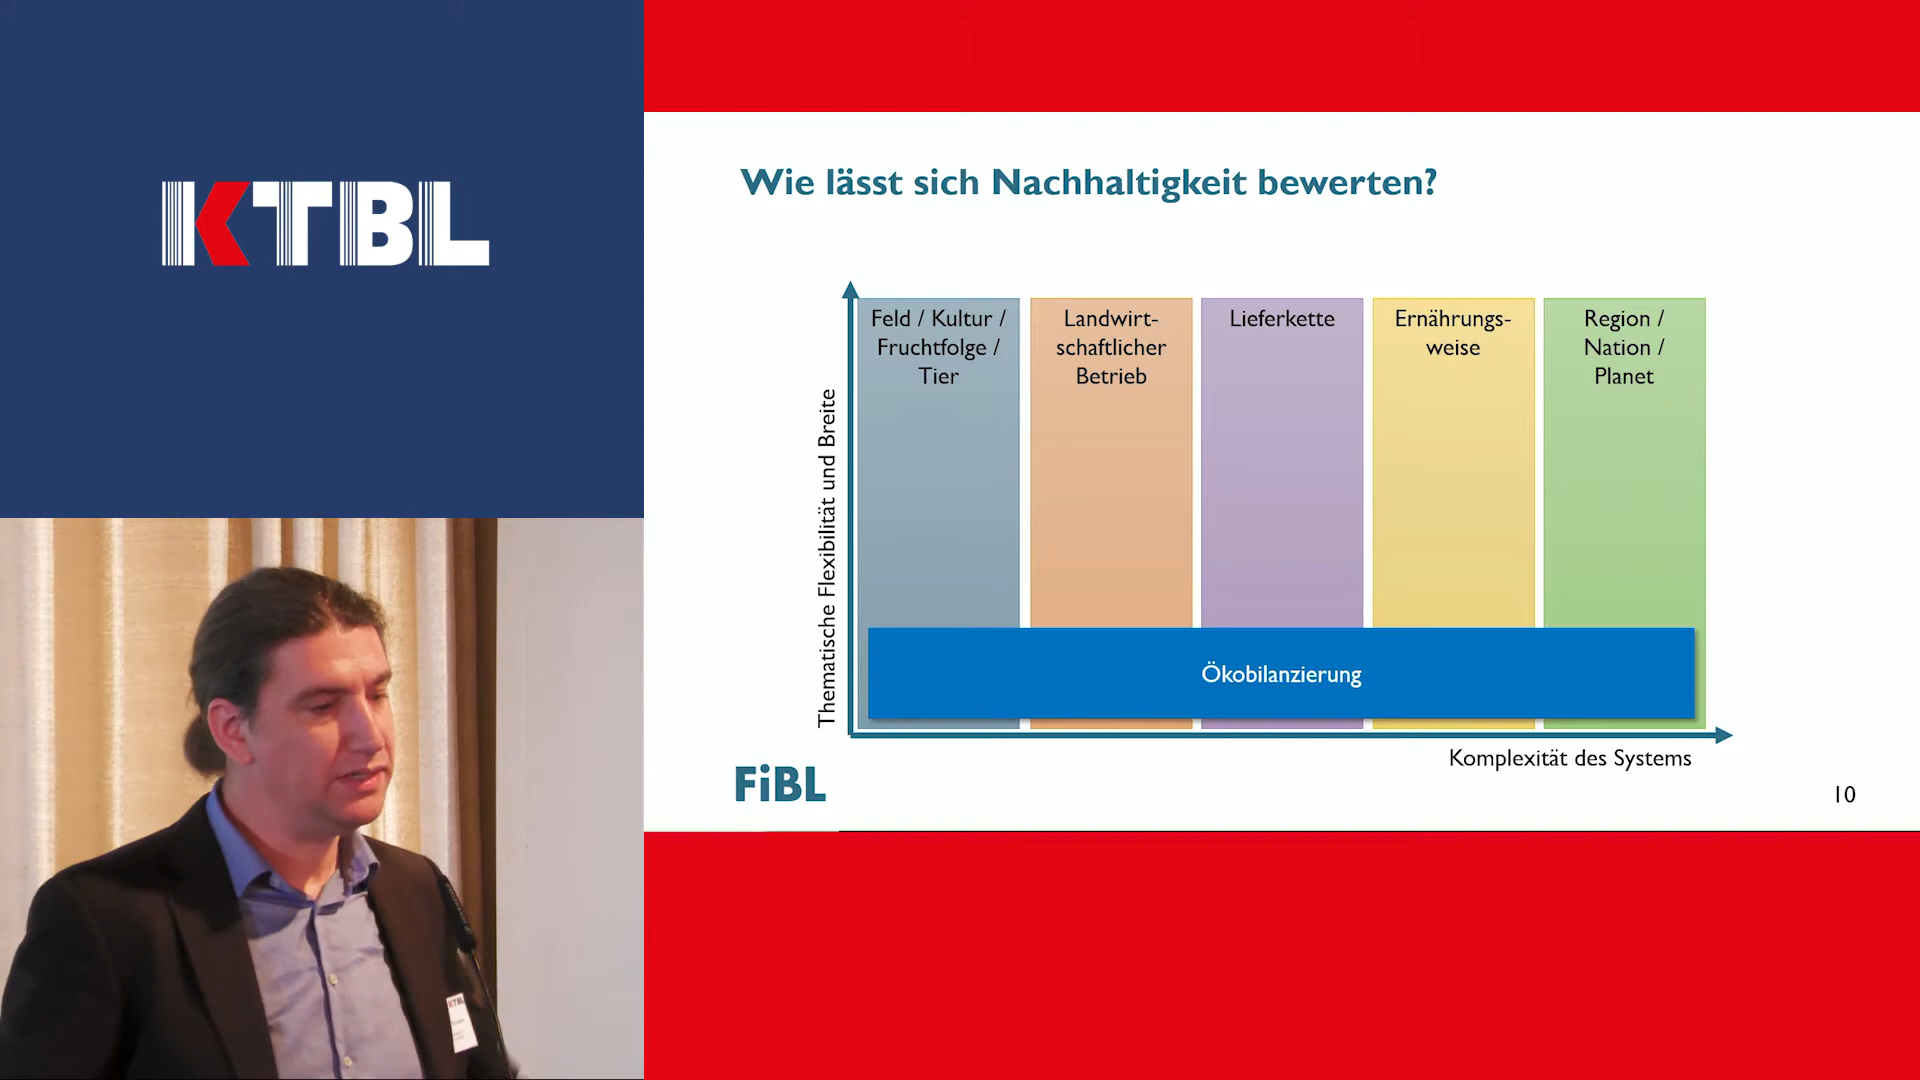 KTBL
Wie lässt sich Nachhaltigkeit bewerten?
Thematische Flexibilität und Breite
Feld / Kultur /
Fruchtfolge /
Tier
Landwirt-
schaftlicher
Betrieb
Lieferkette
Ernährungs-
weise
Region /
Nation /
Planet
Ökobilanzierung
Komplexität des Systems
FiBL
10
KTBL